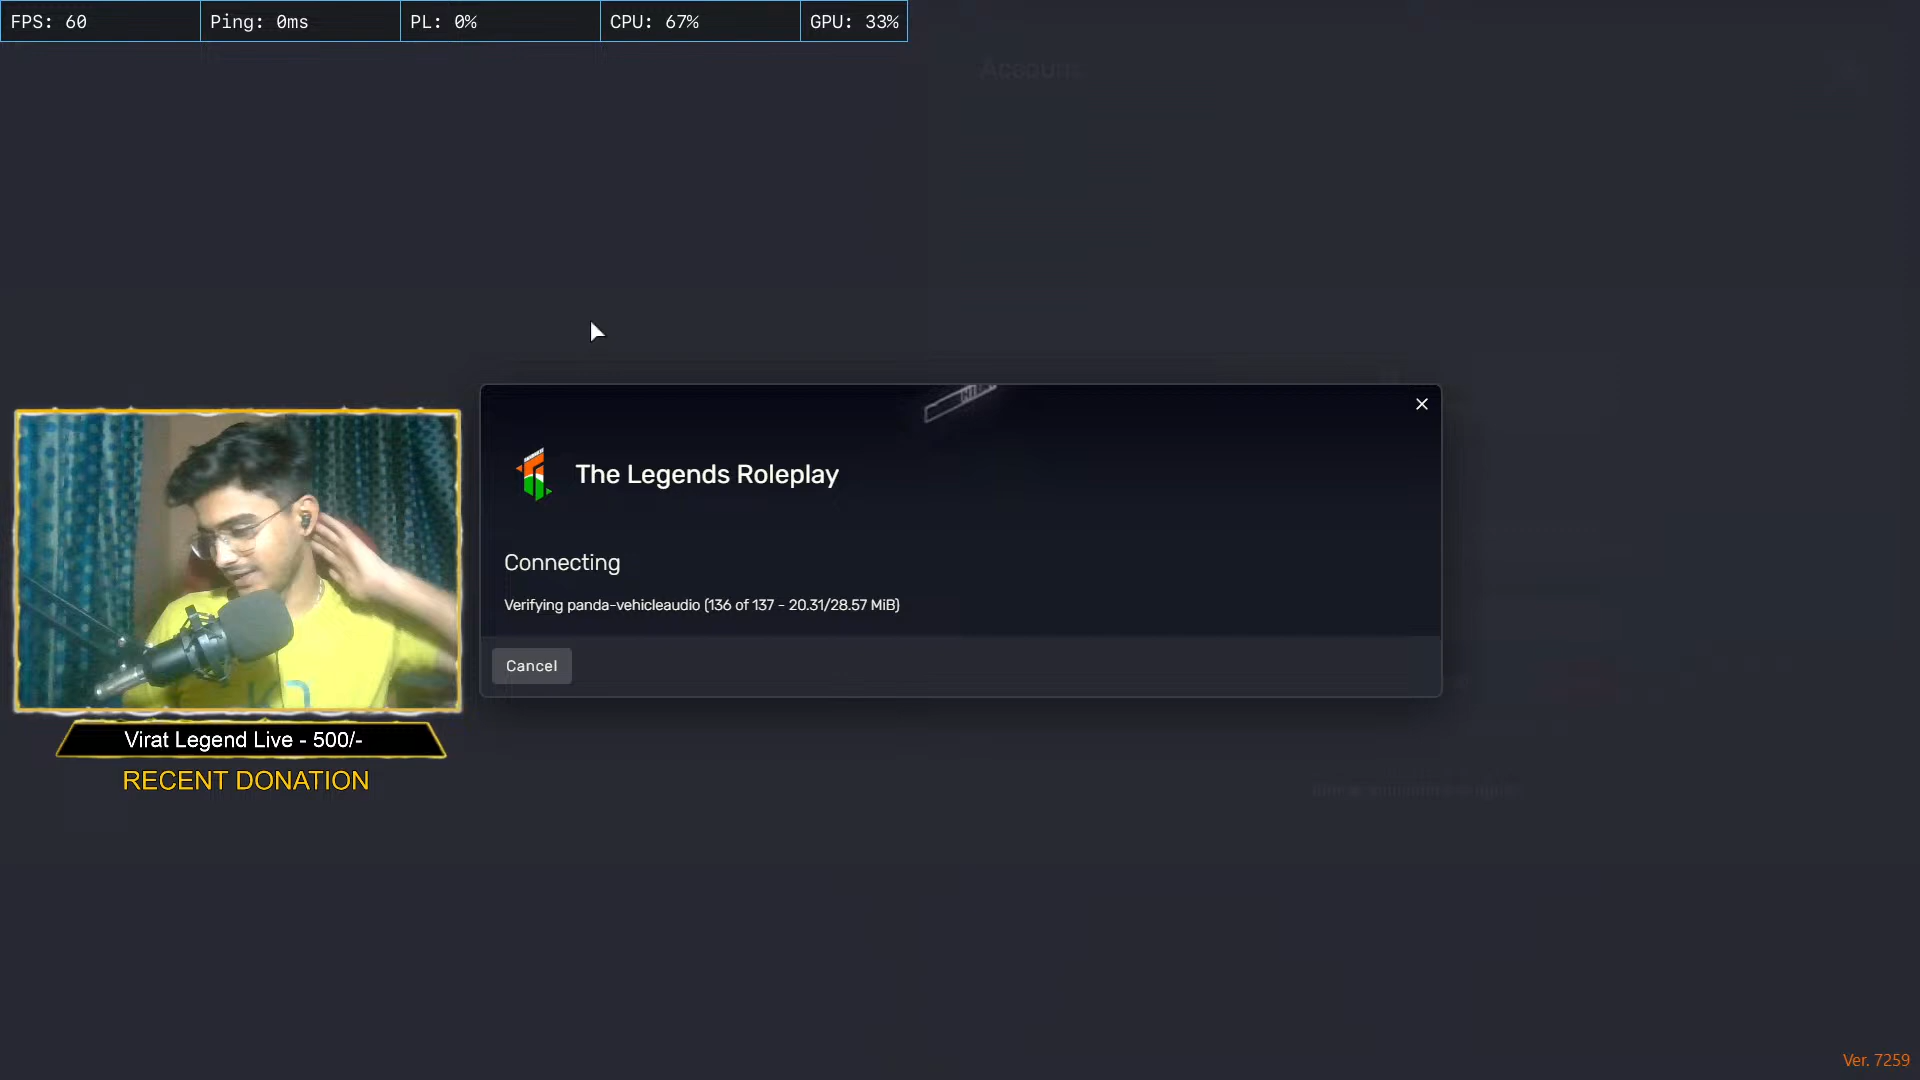 FPS: 60
Ping: 0ms
PL: 0%
CPU: 67%
GPU: 33%
Account
The Legends Roleplay
Connecting
Verifying panda-vehicleaudio (136 of 137 - 20.31/28.57 MiB)
Cancel
Virat Legend Live - 500/-
RECENT DONATION
Ver. 7259